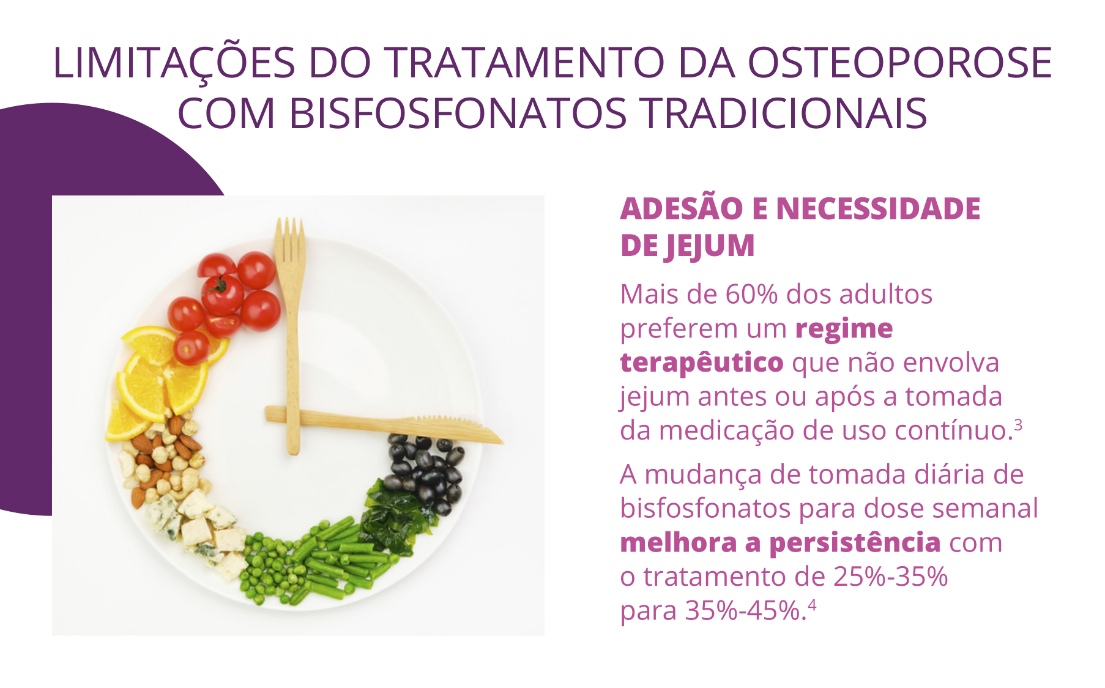 LIMITAÇÕES DO TRATAMENTO DA OSTEOPOROSE
COM BISFOSFONATOS TRADICIONAIS
ADESÃO E NECESSIDADE
DE JEJUM
Mais de 60% dos adultos
preferem um regime
terapêutico que não envolva
jejum antes ou após a tomada
da medicação de uso contínuo.³
A mudança de tomada diária de
bisfosfonatos para dose semanal
melhora a persistência com
o tratamento de 25%-35%
para 35%-45%.⁴